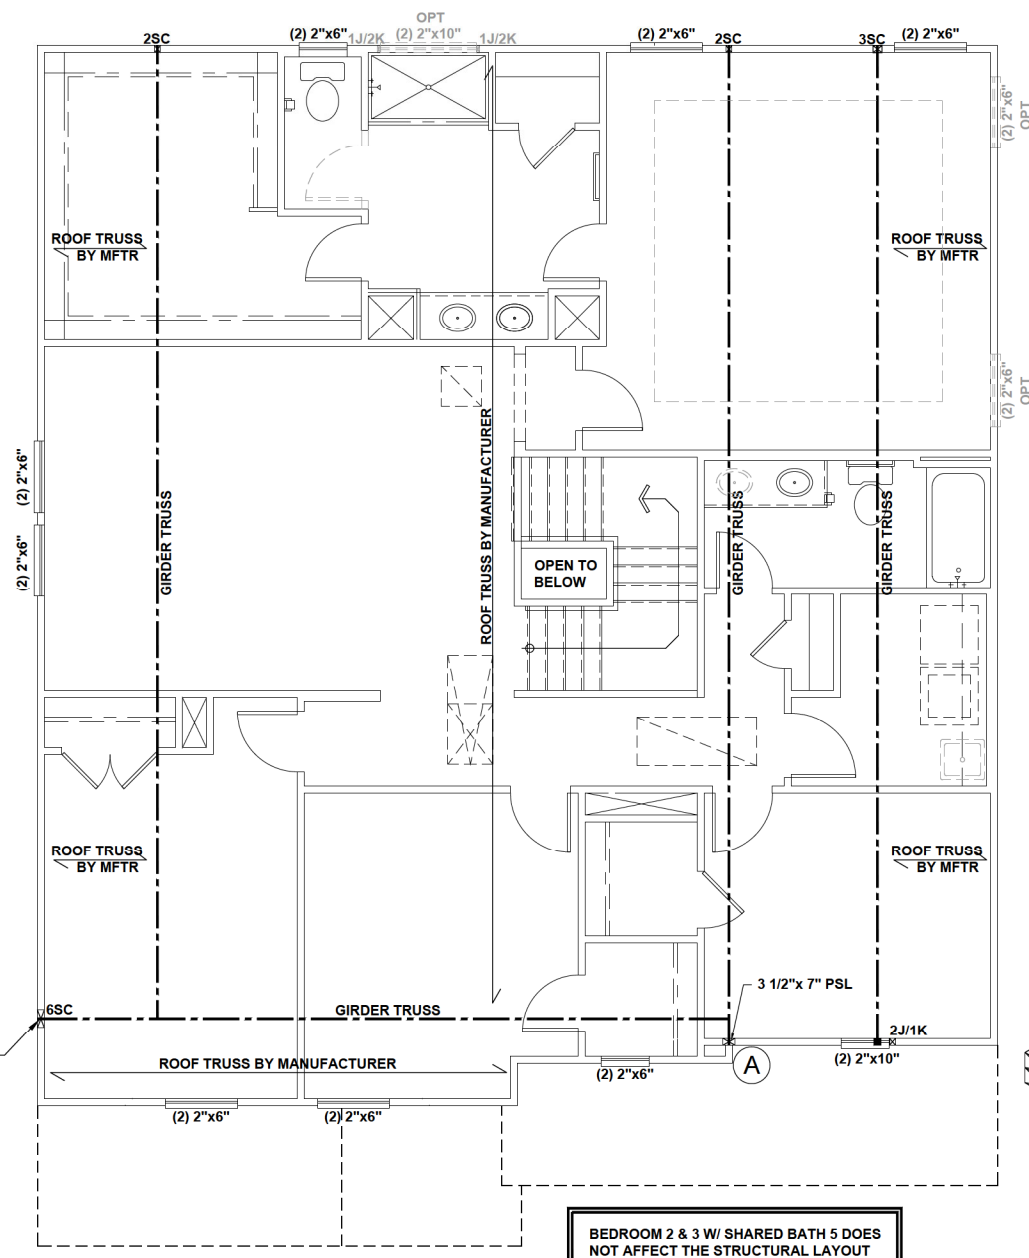 OPT
(2) 2"x10"
2SC
(2) 2"x6"
1J/2K
1J/2K
(2) 2"x6"
2SC
3SC
(2) 2"x6"
(2) 2"x6"
OPT
ROOF TRUSS
BY MFTR
ROOF TRUSS
BY MFTR
(2) 2"x6"
OPT
(2) 2"x6"
(2) 2"x6"
GIRDER TRUSS
ROOF TRUSS BY MANUFACTURER
GIRDER TRUSS
GIRDER TRUSS
OPEN TO
BELOW
ROOF TRUSS
BY MFTR
ROOF TRUSS
BY MFTR
3 1/2"x 7" PSL
6SC
GIRDER TRUSS
2J/1K
(2) 2"x10"
A
ROOF TRUSS BY MANUFACTURER
(2) 2"x6"
(2) 2"x6"
(2) 2"x6"
BEDROOM 2 & 3 W/ SHARED BATH 5 DOES
NOT AFFECT THE STRUCTURAL LAYOUT